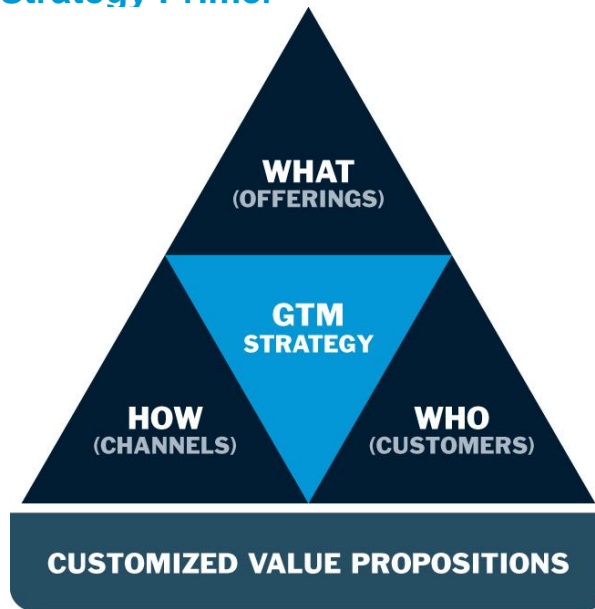 Strategy Primer
WHAT
(OFFERINGS)
GTM
STRATEGY
HOW
(CHANNELS)
WHO
(CUSTOMERS)
CUSTOMIZED VALUE PROPOSITIONS